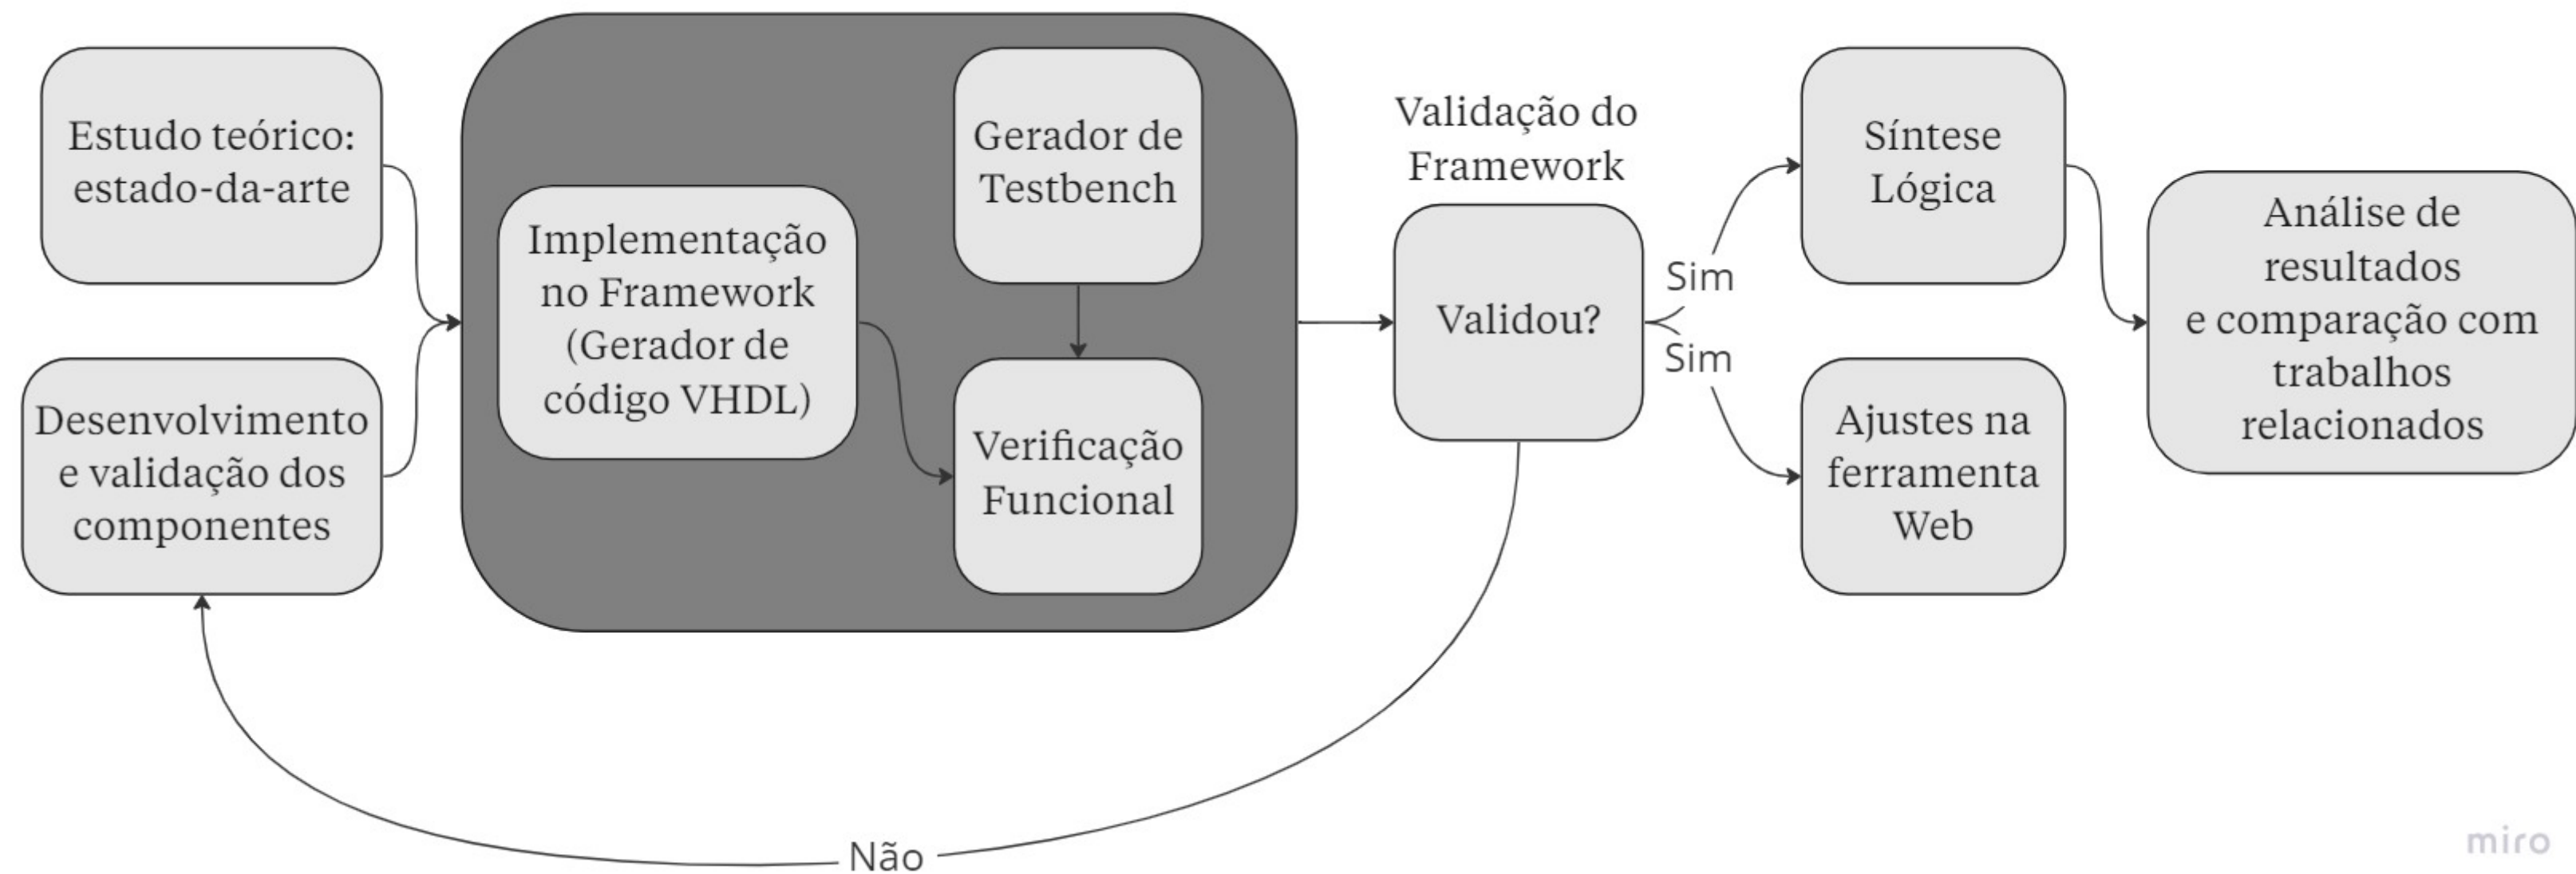 Estudo teórico:
estado-da-arte
Desenvolvimento
e validação dos
componentes
Implementação
no Framework
(Gerador de
código VHDL)
Gerador de
Testbench
Verificação
Funcional
Validação do
Framework
Validou?
Sim
Sim
Não
Síntese
Lógica
Ajustes na
ferramenta
Web
Análise de
resultados
e comparação com
trabalhos
relacionados
miro